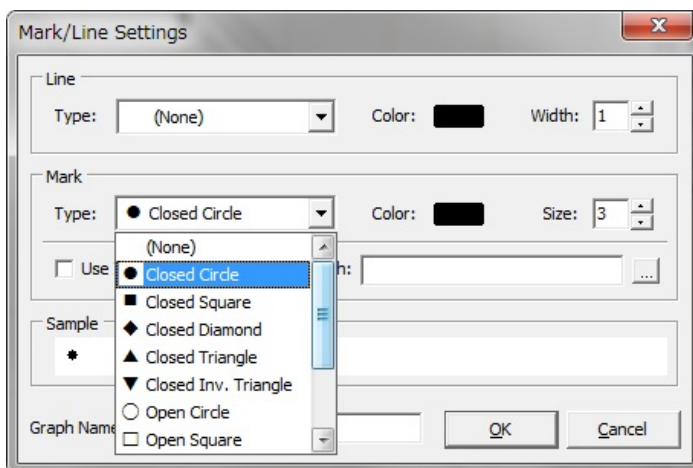 Mark/Line Settings
Line
Type: (None) Color: Width: 1
Mark
Type: Closed Circle Color: Size: 3
(None)
Use h: ...
Closed Circle
Closed Square
Sample
Closed Diamond
Closed Triangle
Closed Inv. Triangle
Open Circle
Graph Name OK Cancel
Open Square